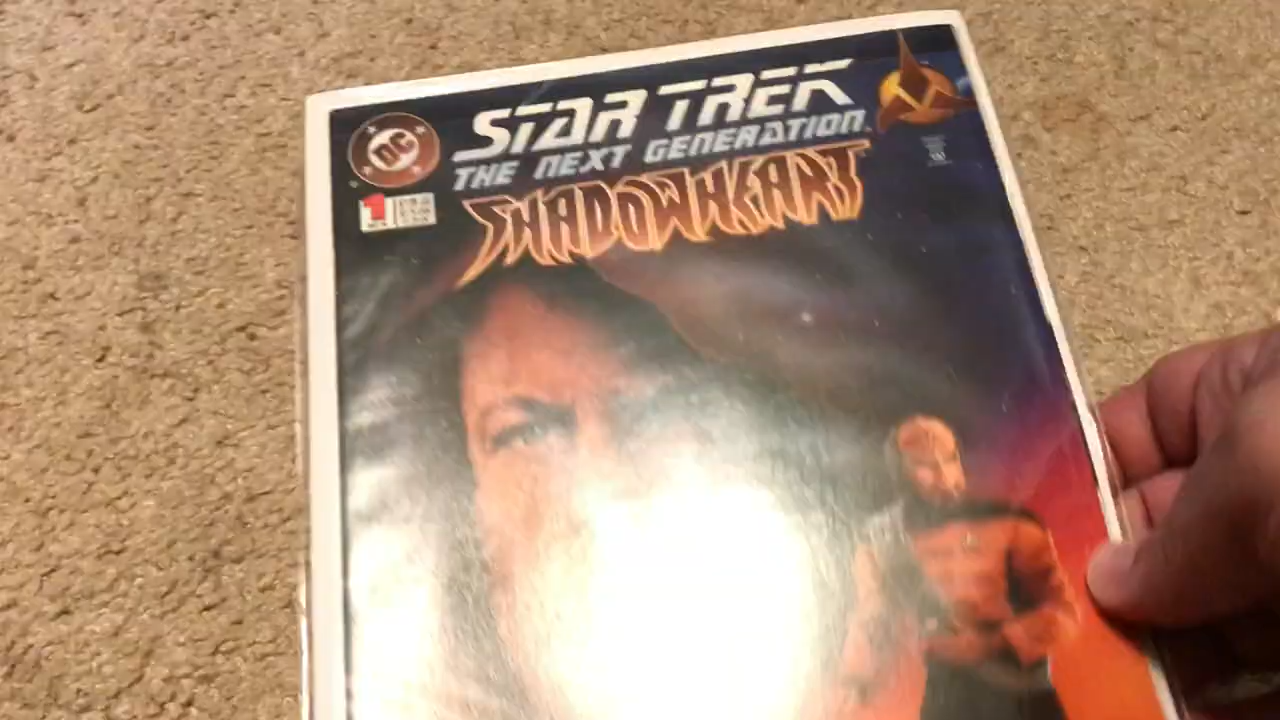 DC
STAR TREK
THE NEXT GENERATION
SHADOWHEART
1